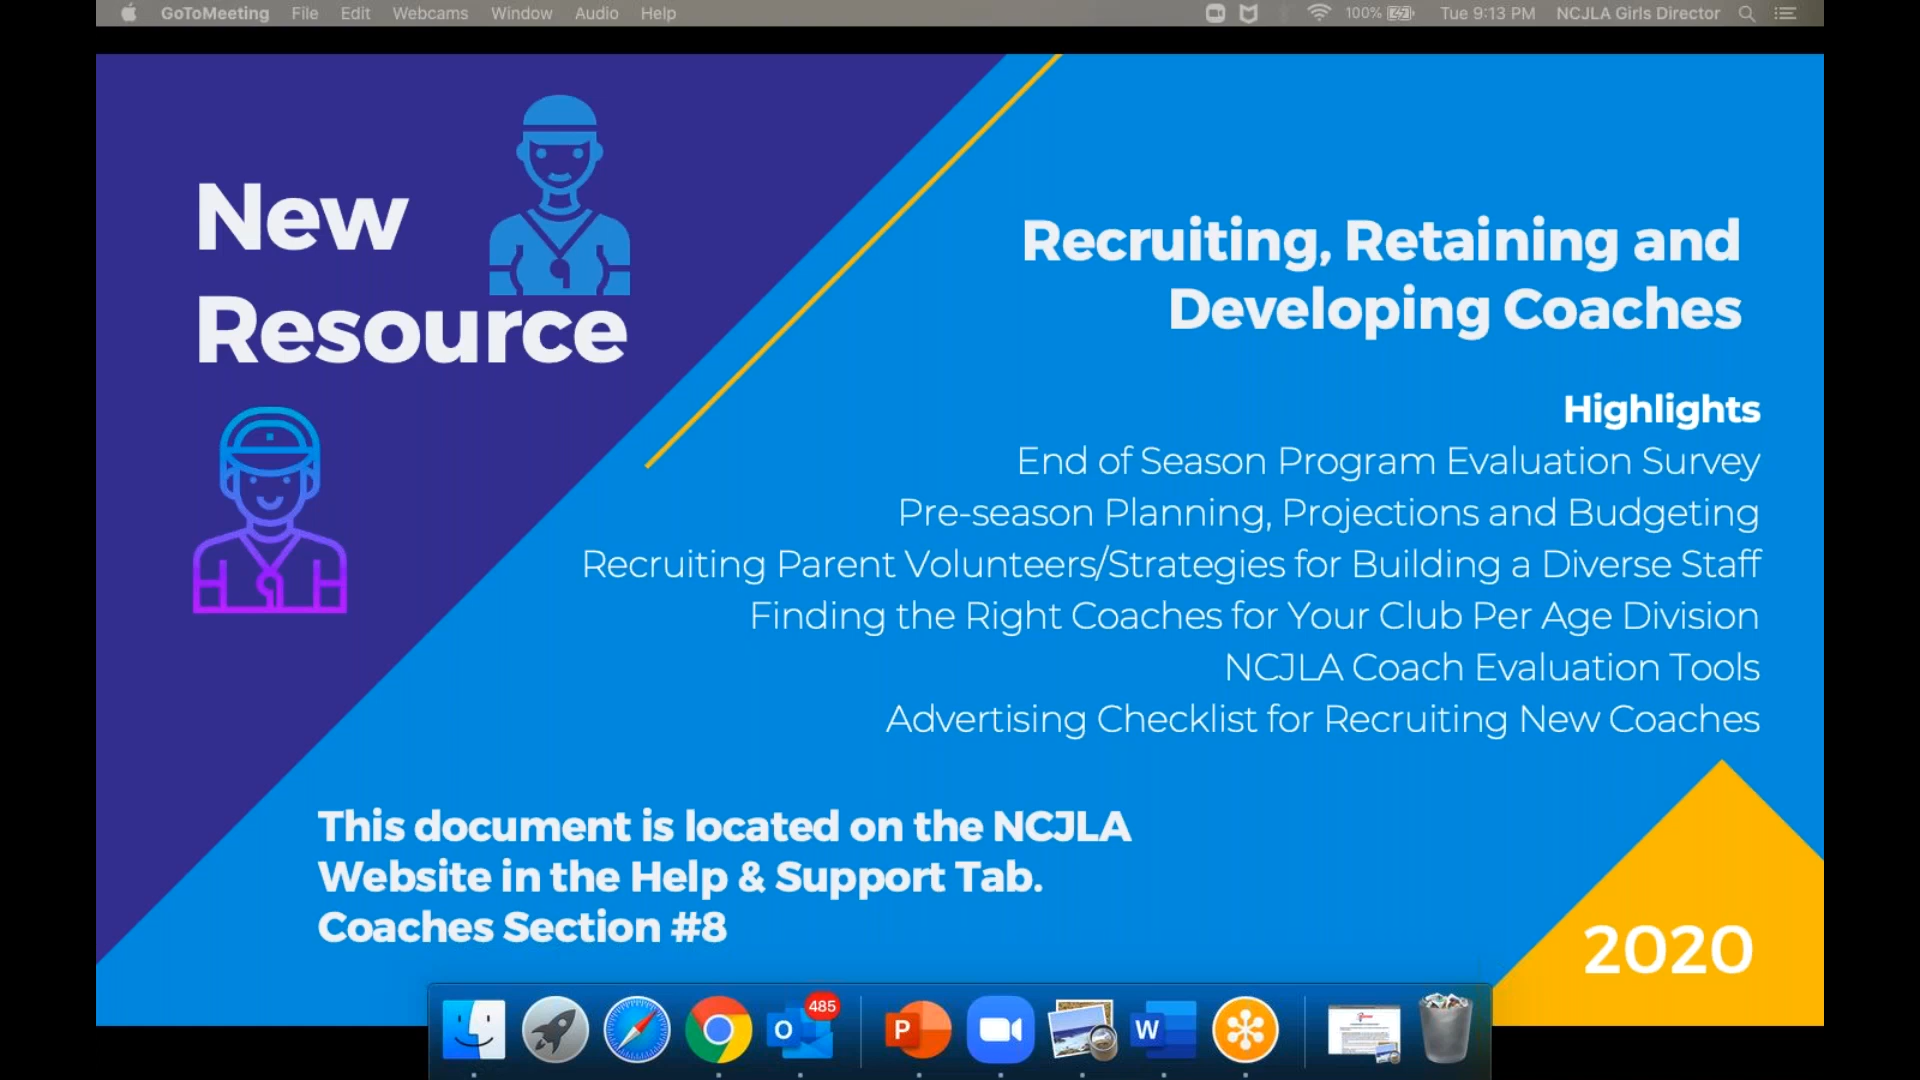 GoToMeeting File Edit Webcams Window Audio Help 100% Tue 9:13 PM NCJLA Girls Director
New
Resource
Recruiting, Retaining and
Developing Coaches
Highlights
End of Season Program Evaluation Survey
Pre-season Planning, Projections and Budgeting
Recruiting Parent Volunteers/Strategies for Building a Diverse Staff
Finding the Right Coaches for Your Club Per Age Division
NCJLA Coach Evaluation Tools
Advertising Checklist for Recruiting New Coaches
This document is located on the NCJLA
Website in the Help & Support Tab.
Coaches Section #8
2020
485
O
P
W